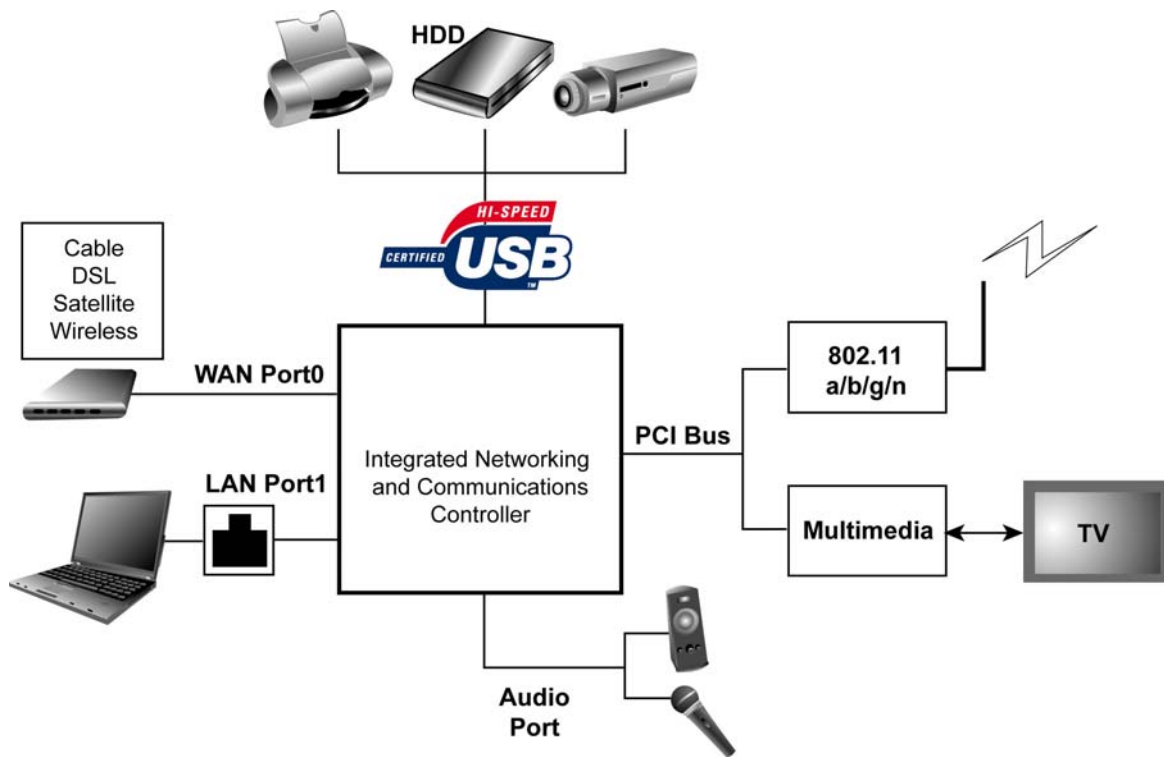 HDD
HI-SPEED
CERTIFIED
USB
TM
Cable
DSL
Satellite
Wireless
WAN Port0
LAN Port1
Integrated Networking
and Communications
Controller
PCI Bus
802.11
a/b/g/n
Multimedia
TV
Audio
Port